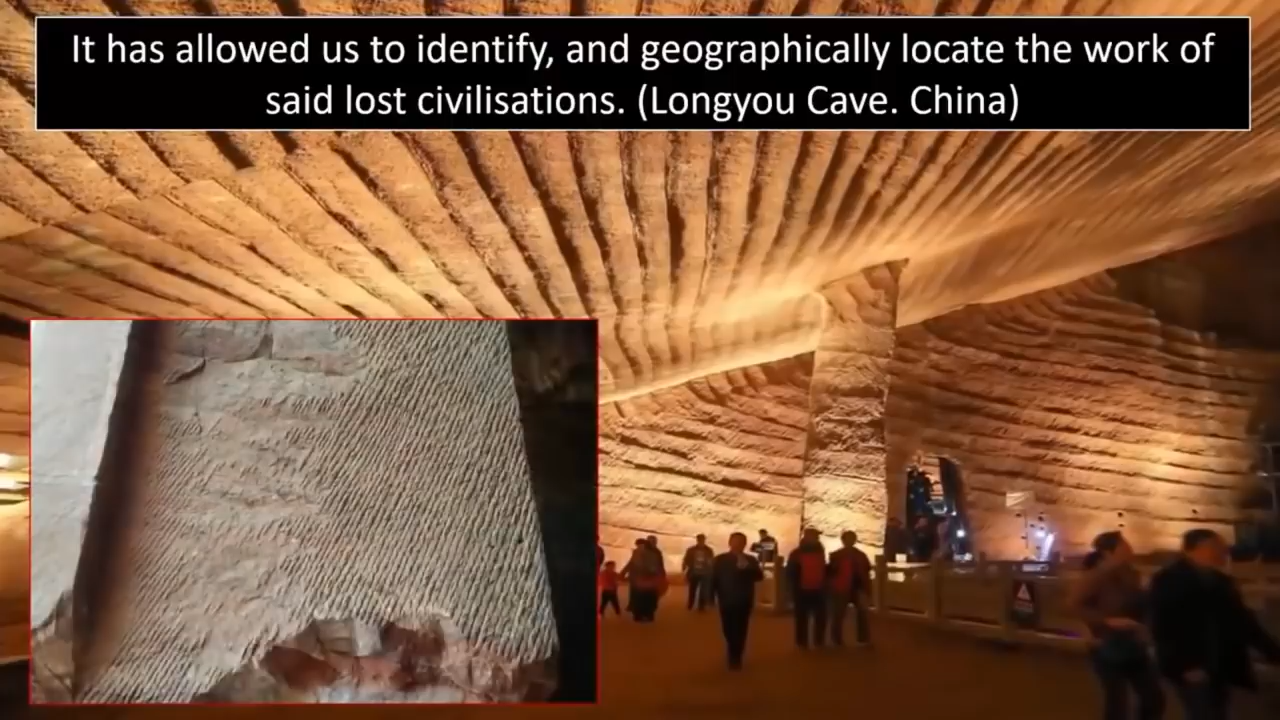 It has allowed us to identify, and geographically locate the work of
said lost civilisations. (Longyou Cave. China)